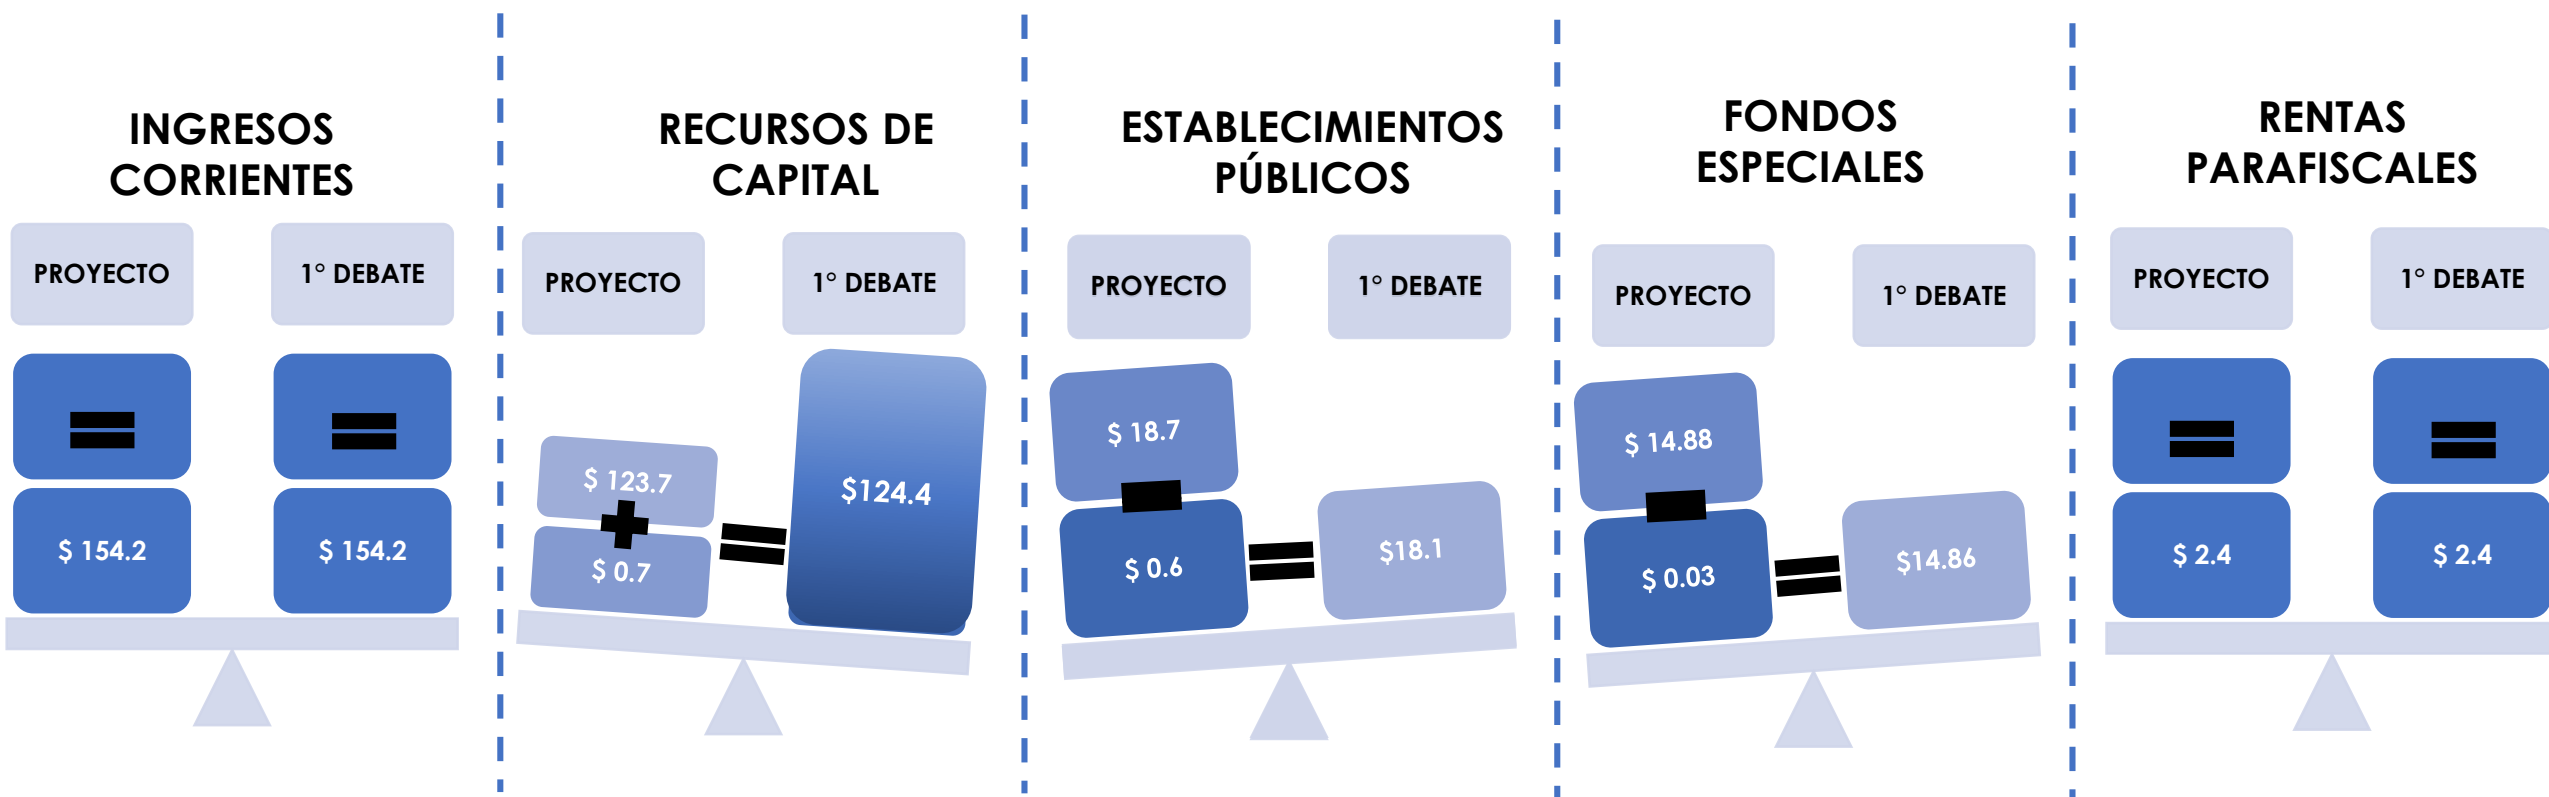 INGRESOS
CORRIENTES
PROYECTO
1° DEBATE
=
=
$ 154.2
$ 154.2
RECURSOS DE
CAPITAL
PROYECTO
1° DEBATE
$ 123.7
+
$ 0.7
=
$124.4
ESTABLECIMIENTOS
PÚBLICOS
PROYECTO
1° DEBATE
$ 18.7
-
$ 0.6
=
$18.1
FONDOS
ESPECIALES
PROYECTO
1° DEBATE
$ 14.88
-
$ 0.03
=
$14.86
RENTAS
PARAFISCALES
PROYECTO
1° DEBATE
=
=
$ 2.4
$ 2.4